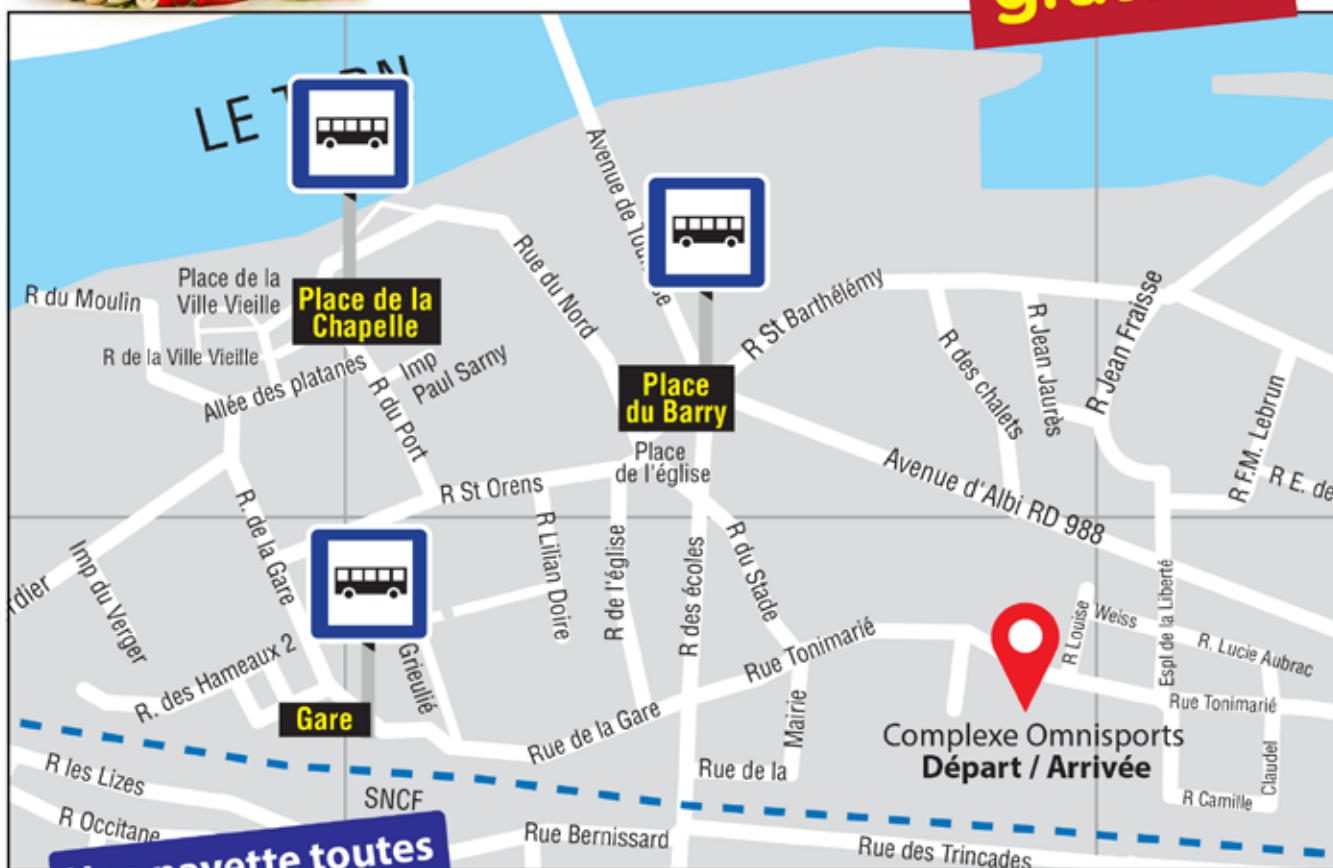 LE
Place de la
Ville Vieille
R du Moulin
Place de la
Chapelle
R de la Ville Vieille
Allée des platanes
Imp
Paul Sarny
R du Port
Rue du Nord
Avenue de
R St Barthélémy
Place
du Barry
Place
de l'église
R des chalets
R Jean Jaurès
R Jean Fraisse
R F.M. Lebrun
R E. de
Avenue d'Albi RD 988
R St Orens
R. de la Gare
R Lilian Doire
R de l'église
R des écoles
R du Stade
Imp du Verger
R. des Hameaux 2
Grieulié
Gare
Rue de la Gare
Rue Tonimarié
Rue de la
Mairie
R Louise
Weiss
R. Lucie Aubrac
Espl de la Liberté
Rue Tonimarié
Complexe Omnisports
Départ / Arrivée
R Camille
Claudel
R les Lizes
SNCF
R Occitane
Rue Bernissard
Rue des Trincades
navette toutes